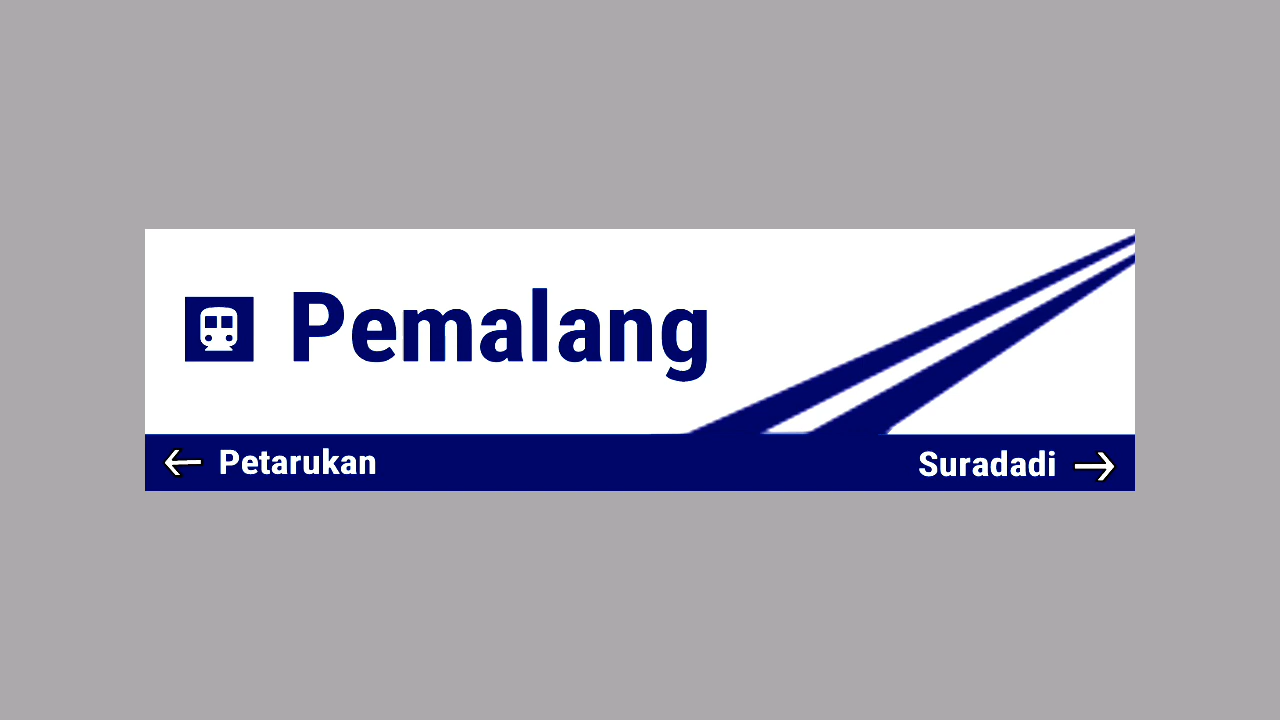 Pemalang
← Petarukan
Suradadi →